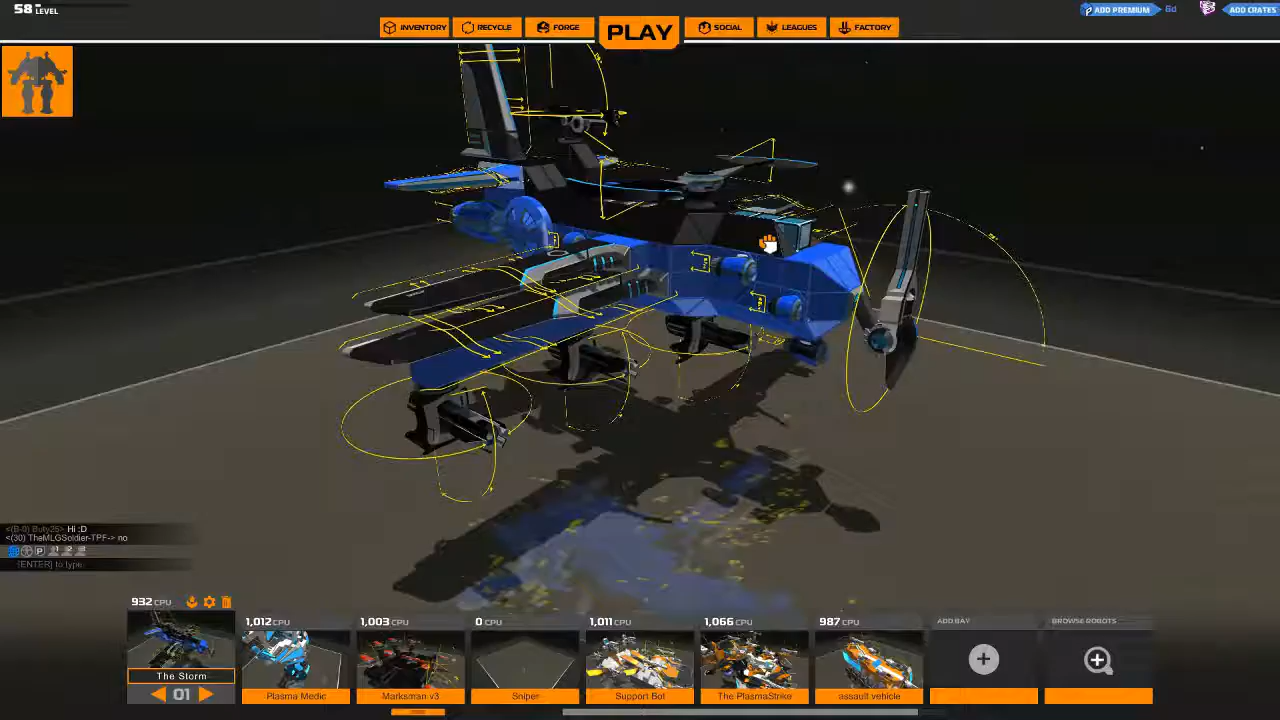 58 LEVEL
INVENTORY
RECYCLE
FORGE
PLAY
SOCIAL
LEAGUES
FACTORY
ADD PREMIUM
6d
ADD CRATES
<(B-0) Buty25> Hi :D
<(30) TheMLGSoldier-TPF-> no
[ENTER] to type.
932 CPU
The Storm
01
1,012 CPU
Plasma Medic
1,003 CPU
Marksman v3
0 CPU
Sniper
1,011 CPU
Support Bot
1,066 CPU
The PlasmaStrike
987 CPU
assault vehicle
ADD BAY
BROWSE ROBOTS